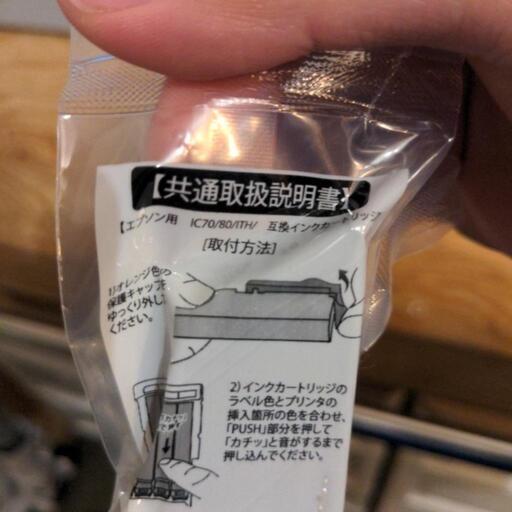 【共通取扱説明書】
【エプソン用 IC70/80/ITH/ 互換インクカートリッジ
[取付方法]
1)オレンジ色の
保護キャップを
ゆっくり外し
ください。
2)インクカートリッジの
ラベル色とプリンタの
挿入箇所の色を合わせ、
「PUSH」部分を押して
「カチッ」と音がするまで
押し込んでください。